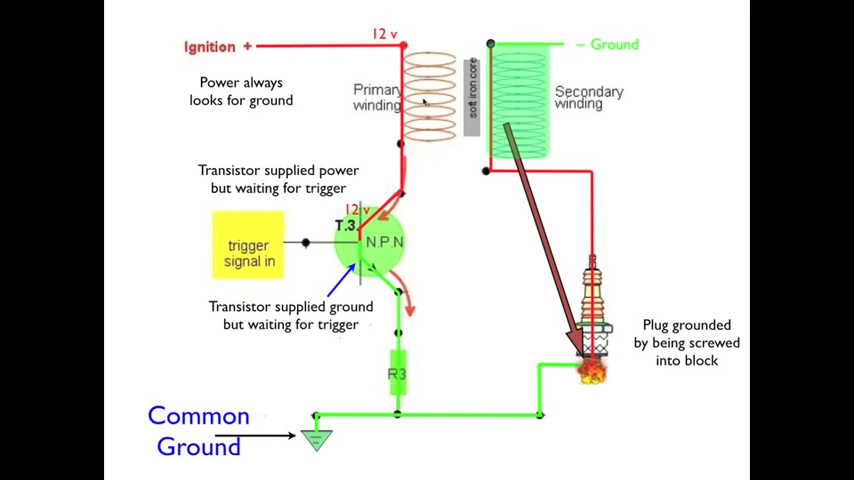 12 v
Ignition +
– Ground
Power always
looks for ground
Primary
winding
soft iron core
Secondary
winding
Transistor supplied power
but waiting for trigger
12 v
T.3.
N.P.N
trigger
signal in
Transistor supplied ground
but waiting for trigger
Plug grounded
by being screwed
into block
R3
Common
Ground